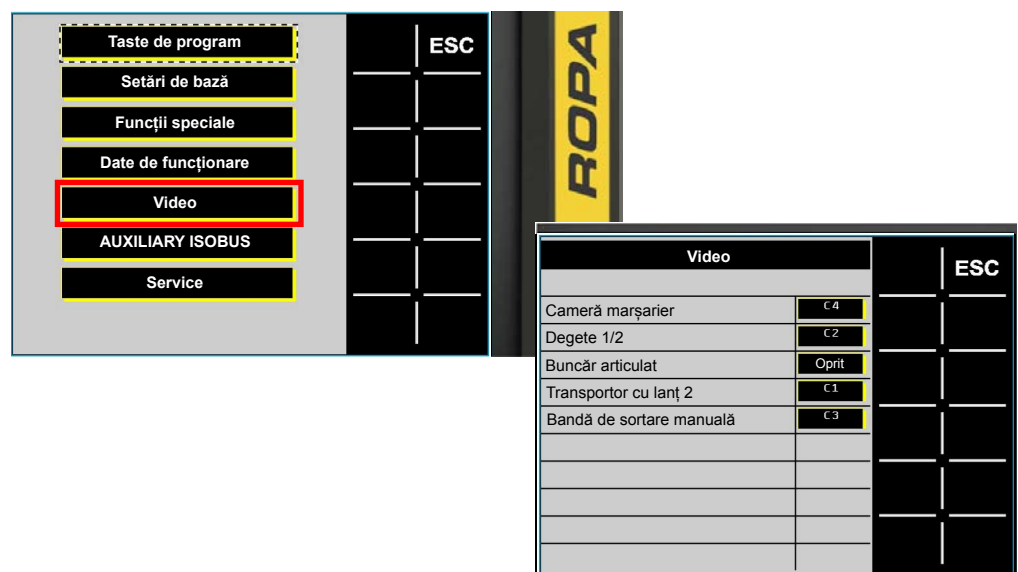 Taste de program
ESC
Setări de bază
Funcții speciale
Date de funcționare
Video
AUXILIARY ISOBUS
Service
ROPA
Video
ESC
Cameră marșarier C4
Degete 1/2 C2
Buncăr articulat Oprit
Transportor cu lanț 2 C1
Bandă de sortare manuală C3